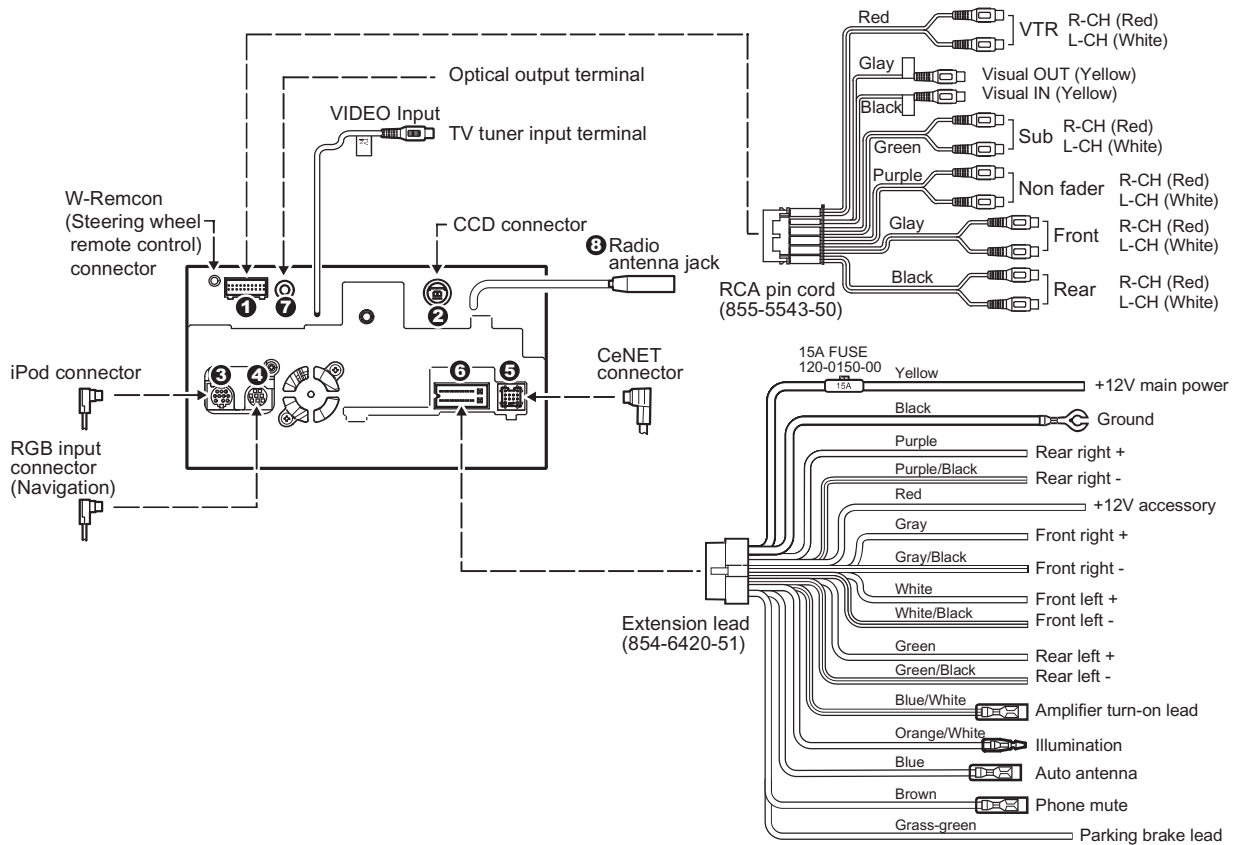 Optical output terminal
VIDEO Input
TV tuner input terminal
W-Remcon
(Steering wheel
remote control)
connector
CCD connector
8 Radio
antenna jack
1
7
2
3
4
6
5
iPod connector
RGB input
connector
(Navigation)
CeNET
connector
Red
VTR
R-CH (Red)
L-CH (White)
Glay
Visual OUT (Yellow)
Visual IN (Yellow)
Black
Sub
R-CH (Red)
L-CH (White)
Green
Purple
Non fader
R-CH (Red)
L-CH (White)
Glay
Front
R-CH (Red)
L-CH (White)
Black
Rear
R-CH (Red)
L-CH (White)
RCA pin cord
(855-5543-50)
15A FUSE
120-0150-00
15A
Yellow
+12V main power
Black
Ground
Purple
Rear right +
Purple/Black
Rear right -
Red
+12V accessory
Gray
Front right +
Gray/Black
Front right -
White
Front left +
White/Black
Front left -
Green
Rear left +
Green/Black
Rear left -
Blue/White
Amplifier turn-on lead
Orange/White
Illumination
Blue
Auto antenna
Brown
Phone mute
Grass-green
Parking brake lead
Extension lead
(854-6420-51)